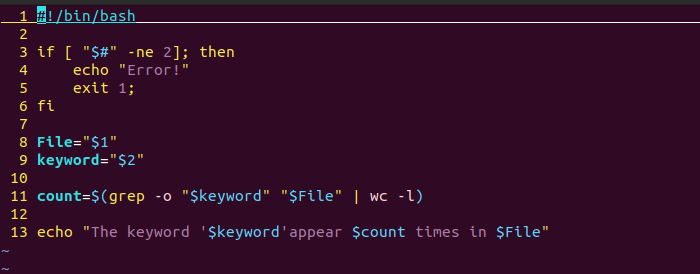 1 #!/bin/bash
2
3 if [ "$#" -ne 2]; then
4     echo "Error!"
5     exit 1;
6 fi
7
8 File="$1"
9 keyword="$2"
10
11 count=$(grep -o "$keyword" "$File" | wc -l)
12
13 echo "The keyword '$keyword'appear $count times in $File"
~
~